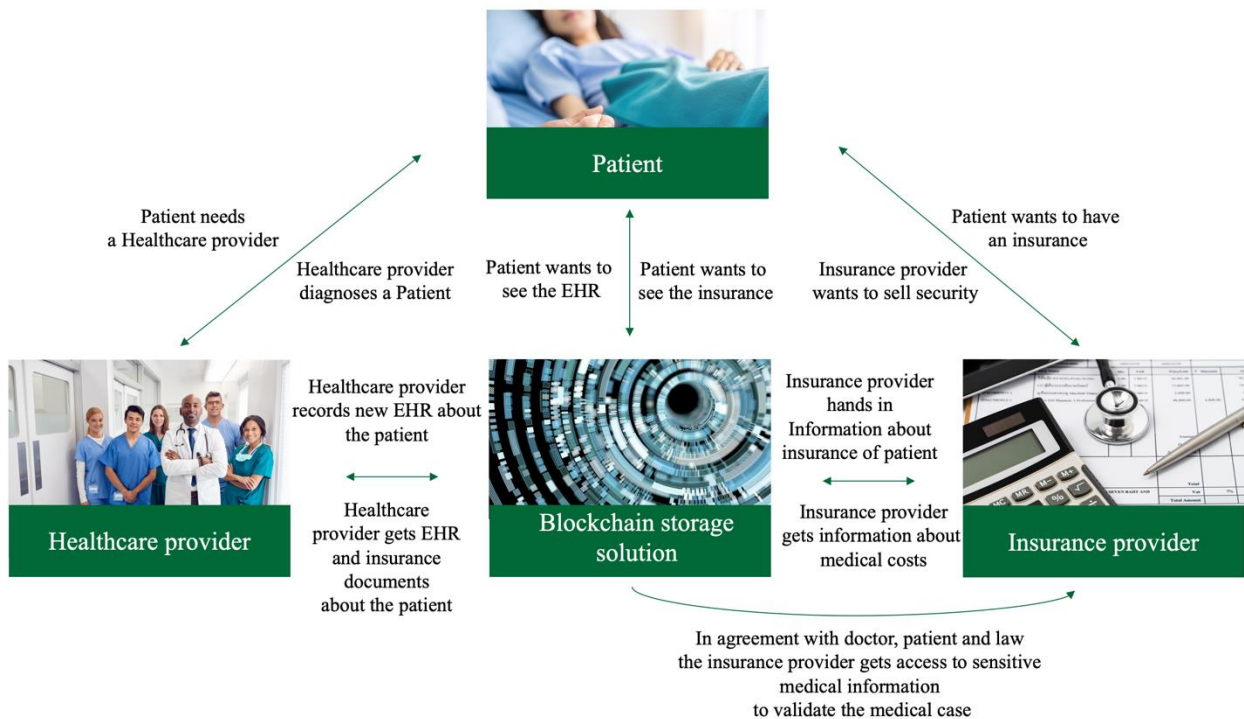 Patient
Patient needs
a Healthcare provider
Healthcare provider
diagnoses a Patient
Patient wants to
see the EHR
Patient wants to
see the insurance
Patient wants to have
an insurance
Insurance provider
wants to sell security
Healthcare provider
Healthcare provider
records new EHR about
the patient
Healthcare
provider gets EHR
and insurance
documents
about the patient
Blockchain storage
solution
Insurance provider
hands in
Information about
insurance of patient
Insurance provider
gets information about
medical costs
Total
Total Amount
MC
MR
M-
M+
%
Insurance provider
In agreement with doctor, patient and law
the insurance provider gets access to sensitive
medical information
to validate the medical case